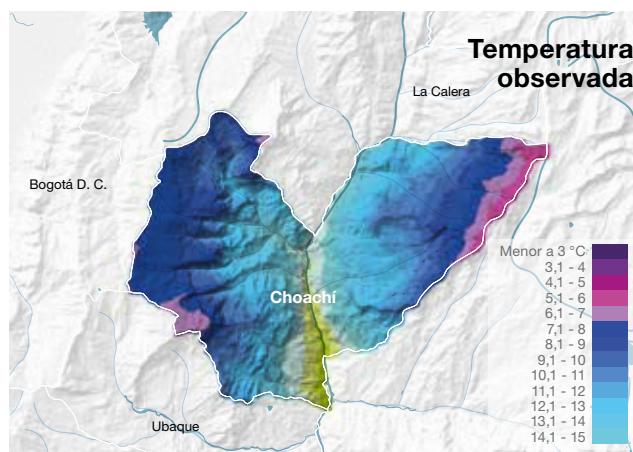 Temperatura
observada
La Calera
Bogotá D. C.
Choachí
Ubaque
Menor a 3 °C
3,1 - 4
4,1 - 5
5,1 - 6
6,1 - 7
7,1 - 8
8,1 - 9
9,1 - 10
10,1 - 11
11,1 - 12
12,1 - 13
13,1 - 14
14,1 - 15